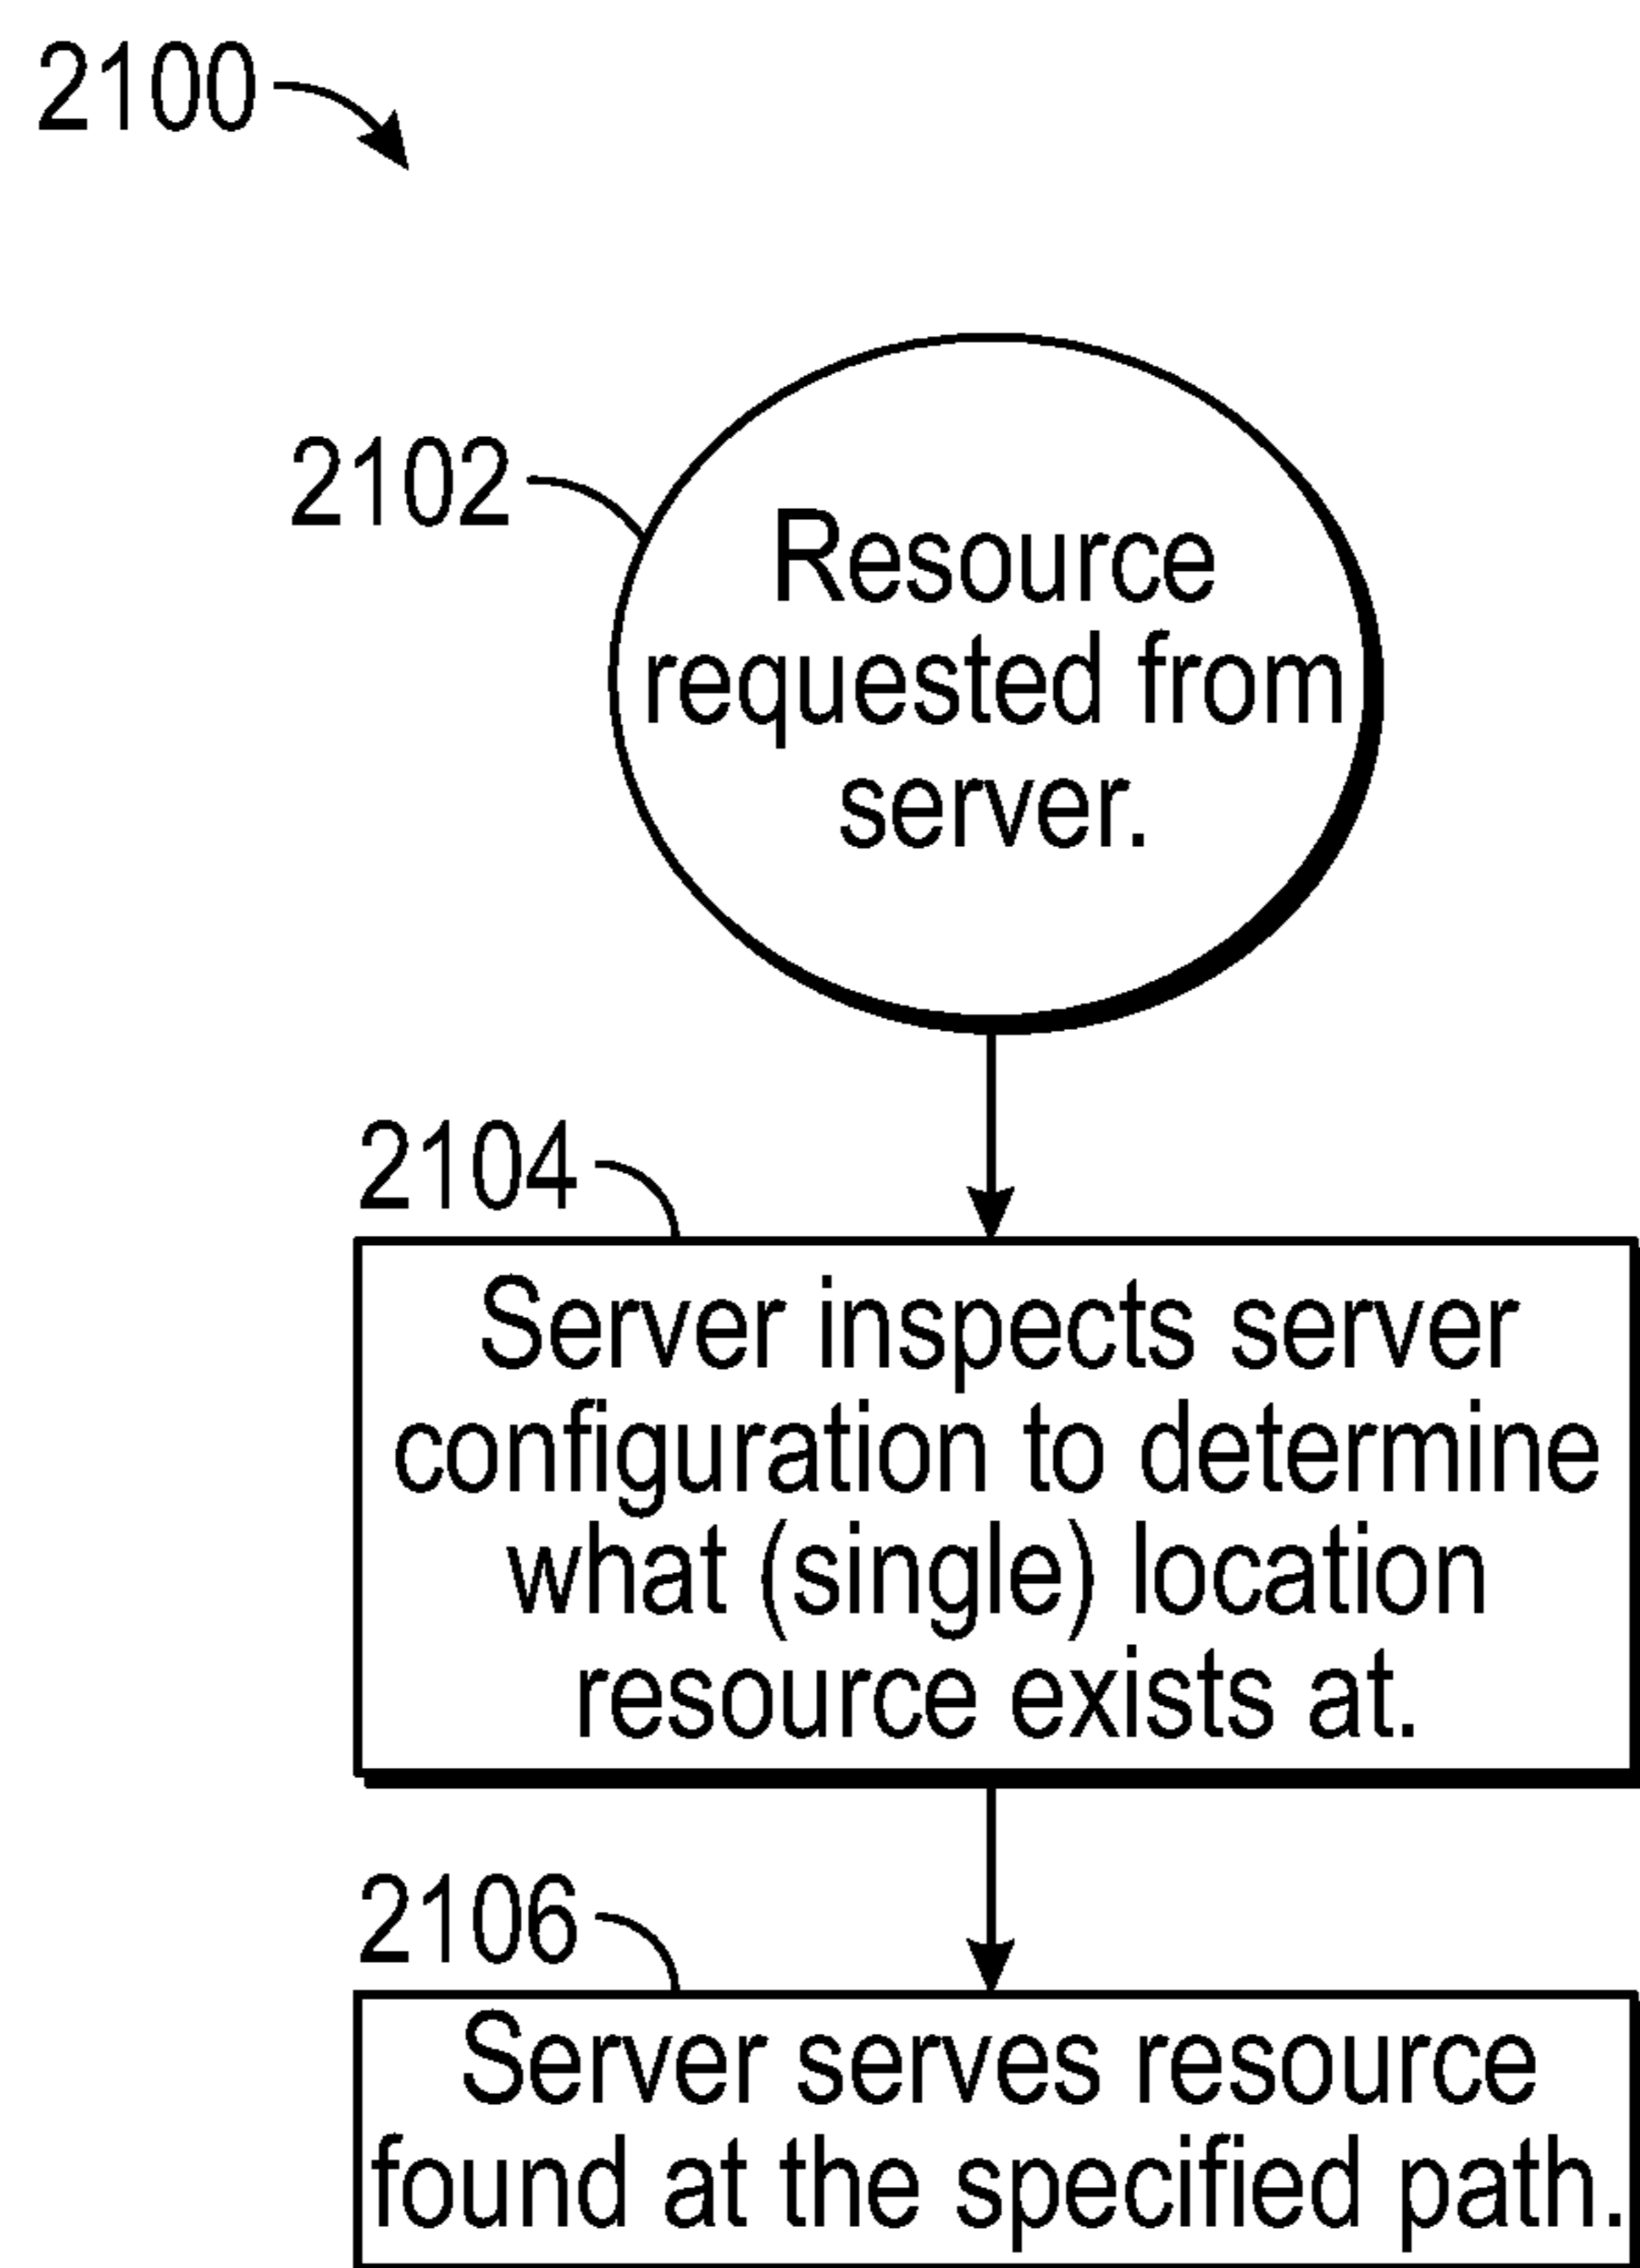 2100
2102
Resource
requested from
server.
2104
Server inspects server
configuration to determine
what (single) location
resource exists at.
2106
Server serves resource
found at the specified path.